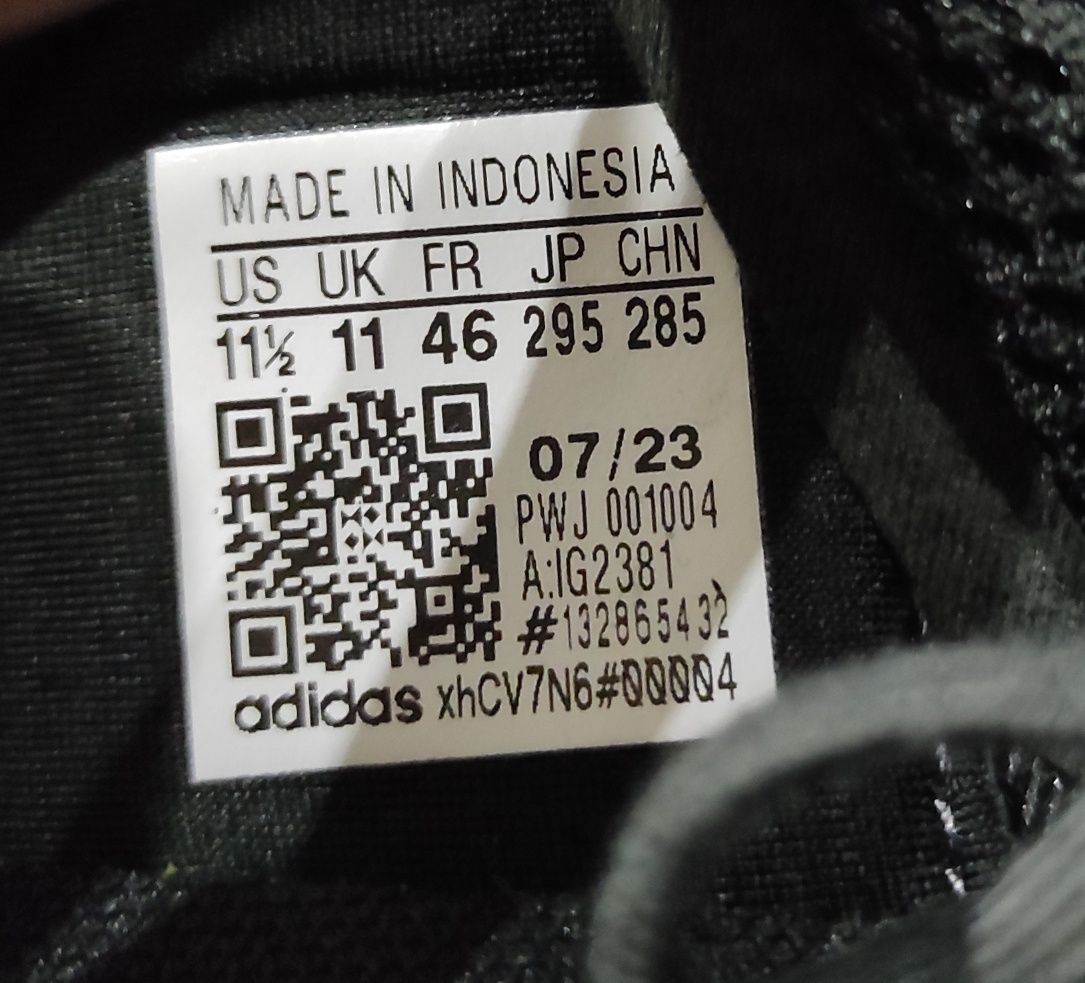 MADE IN INDONESIA
US UK FR JP CHN
11½ 11 46 295 285
07/23
PWJ 001004
A:IG2381
#132865432
adidas xhCV7N6#00004